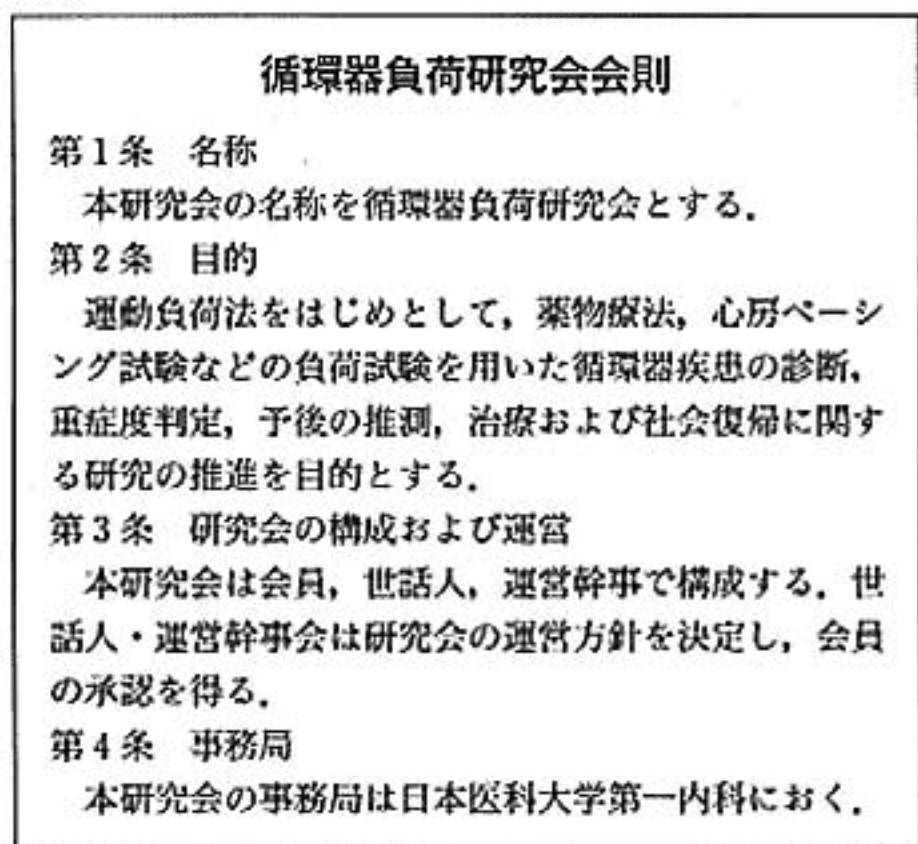 循環器負荷研究会会則
第1条　名称
本研究会の名称を循環器負荷研究会とする．
第2条　目的
運動負荷法をはじめとして，薬物療法，心房ペーシ
ング試験などの負荷試験を用いた循環器疾患の診断，
重症度判定，予後の推測，治療および社会復帰に関す
る研究の推進を目的とする．
第3条　研究会の構成および運営
本研究会は会員，世話人，運営幹事で構成する．世
話人・運営幹事会は研究会の運営方針を決定し，会員
の承認を得る．
第4条　事務局
本研究会の事務局は日本医科大学第一内科におく．